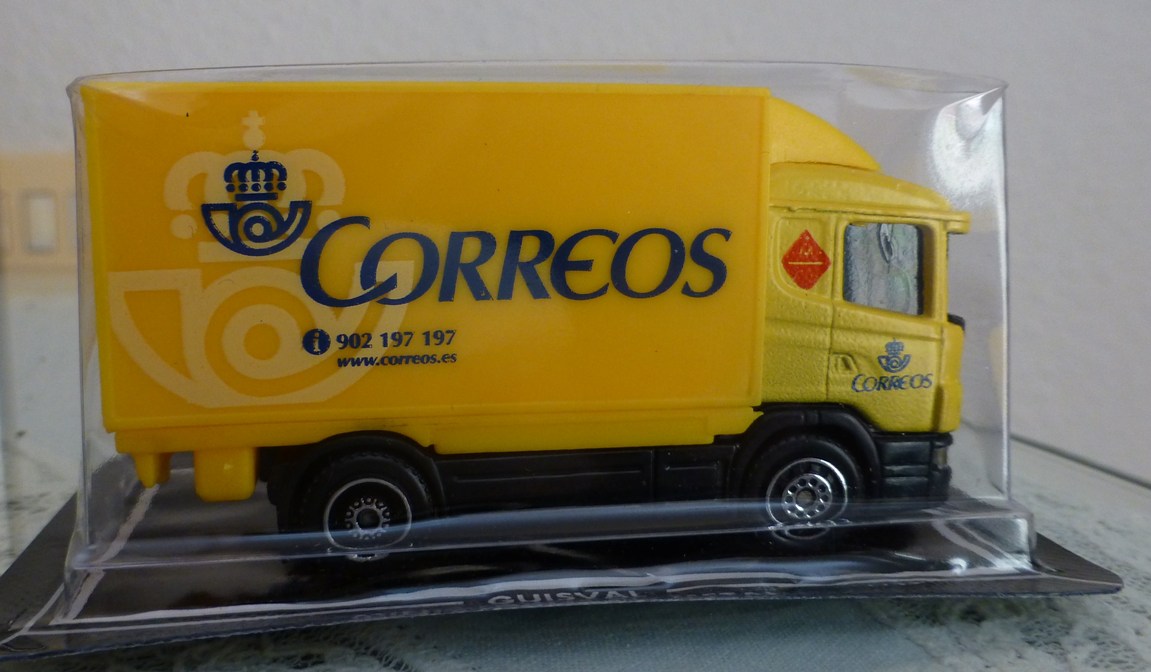 CORREOS
i 902 197 197
www.correos.es
CORREOS
GUISVAL